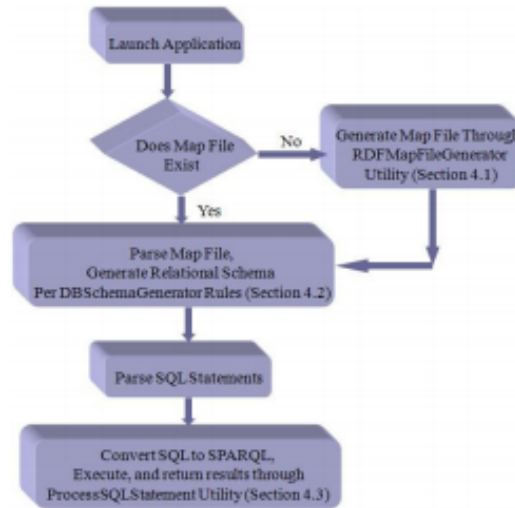 Launch Application
Does Map File
Exist
No
Generate Map File Through
RDFMapFileGenerator
Utility (Section 4.1)
Yes
Parse Map File,
Generate Relational Schema
Per DBSchemaGenerator Rules (Section 4.2)
Parse SQL Statements
Convert SQL to SPARQL,
Execute, and return results through
ProcessSQLStatement Utility (Section 4.3)